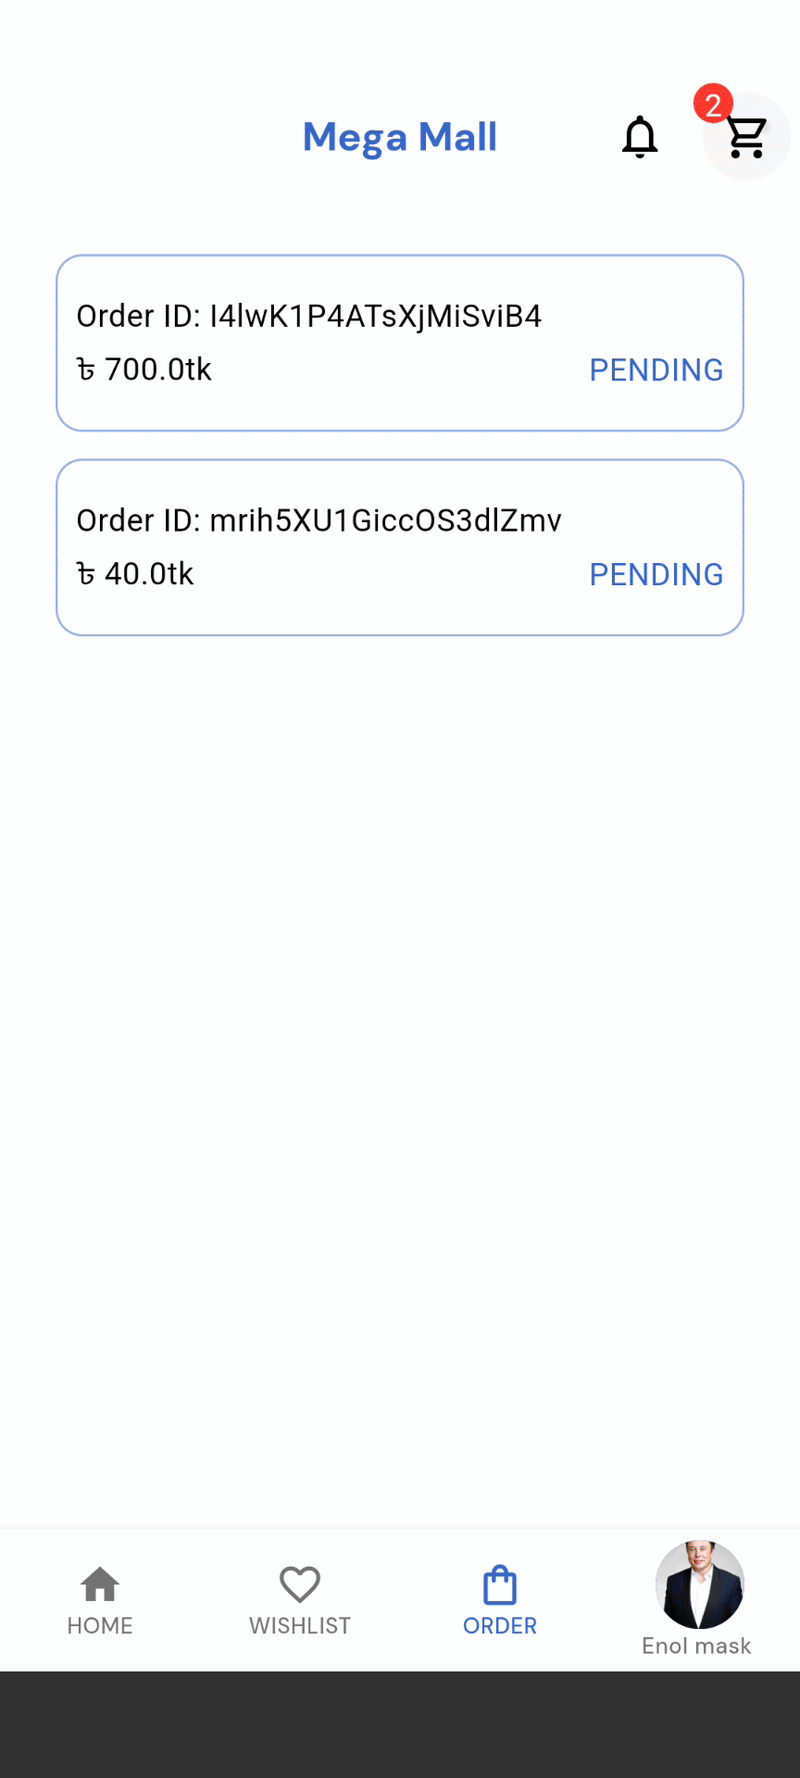 Mega Mall
2
Order ID: I4lwK1P4ATsXjMiSviB4
৳ 700.0tk
PENDING
Order ID: mrih5XU1GiccOS3dlZmv
৳ 40.0tk
PENDING
HOME
WISHLIST
ORDER
Enol mask